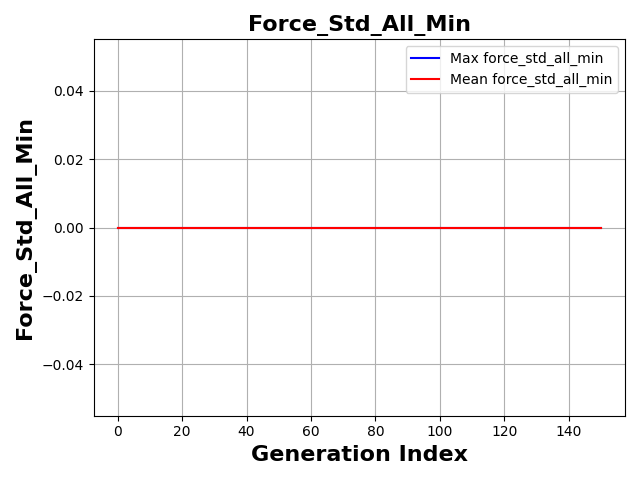 Force_Std_All_Min
Max force_std_all_min
Mean force_std_all_min
Force_Std_All_Min
0.04
0.02
0.00
−0.02
−0.04
0 20 40 60 80 100 120 140
Generation Index